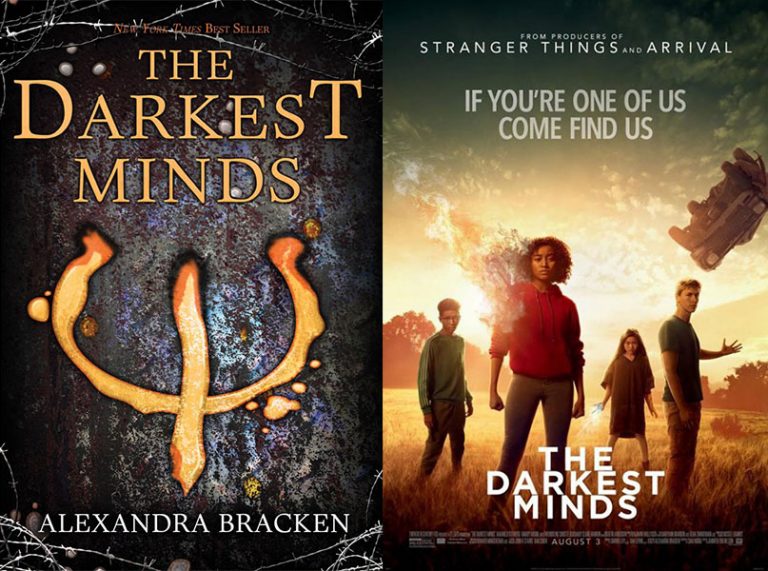 NEW YORK TIMES BEST SELLER
THE
DARKEST
MINDS
ALEXANDRA BRACKEN
FROM PRODUCERS OF
STRANGER THINGS AND ARRIVAL
IF YOU'RE ONE OF US
COME FIND US
THE
DARKEST
MINDS
AUGUST 3